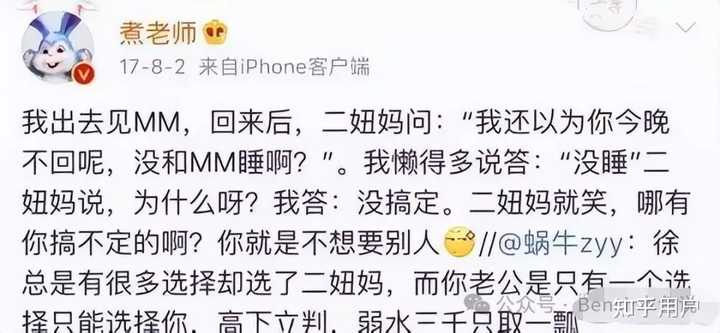 煮老师
17-8-2 来自iPhone客户端
我出去见MM，回来后，二妞妈问：“我还以为你今晚
不回呢，没和MM睡啊？”。我懒得多说答：“没睡”二
妞妈说，为什么呀？我答：没搞定。二妞妈就笑，哪有
你搞不定的啊？你就是不想要别人//@蜗牛zyy：徐
总是有很多选择却选了二妞妈，而你老公是只有一个选
择只能选择你，高下立判，弱水三千只取一瓢
公众号·Ben
知乎用户